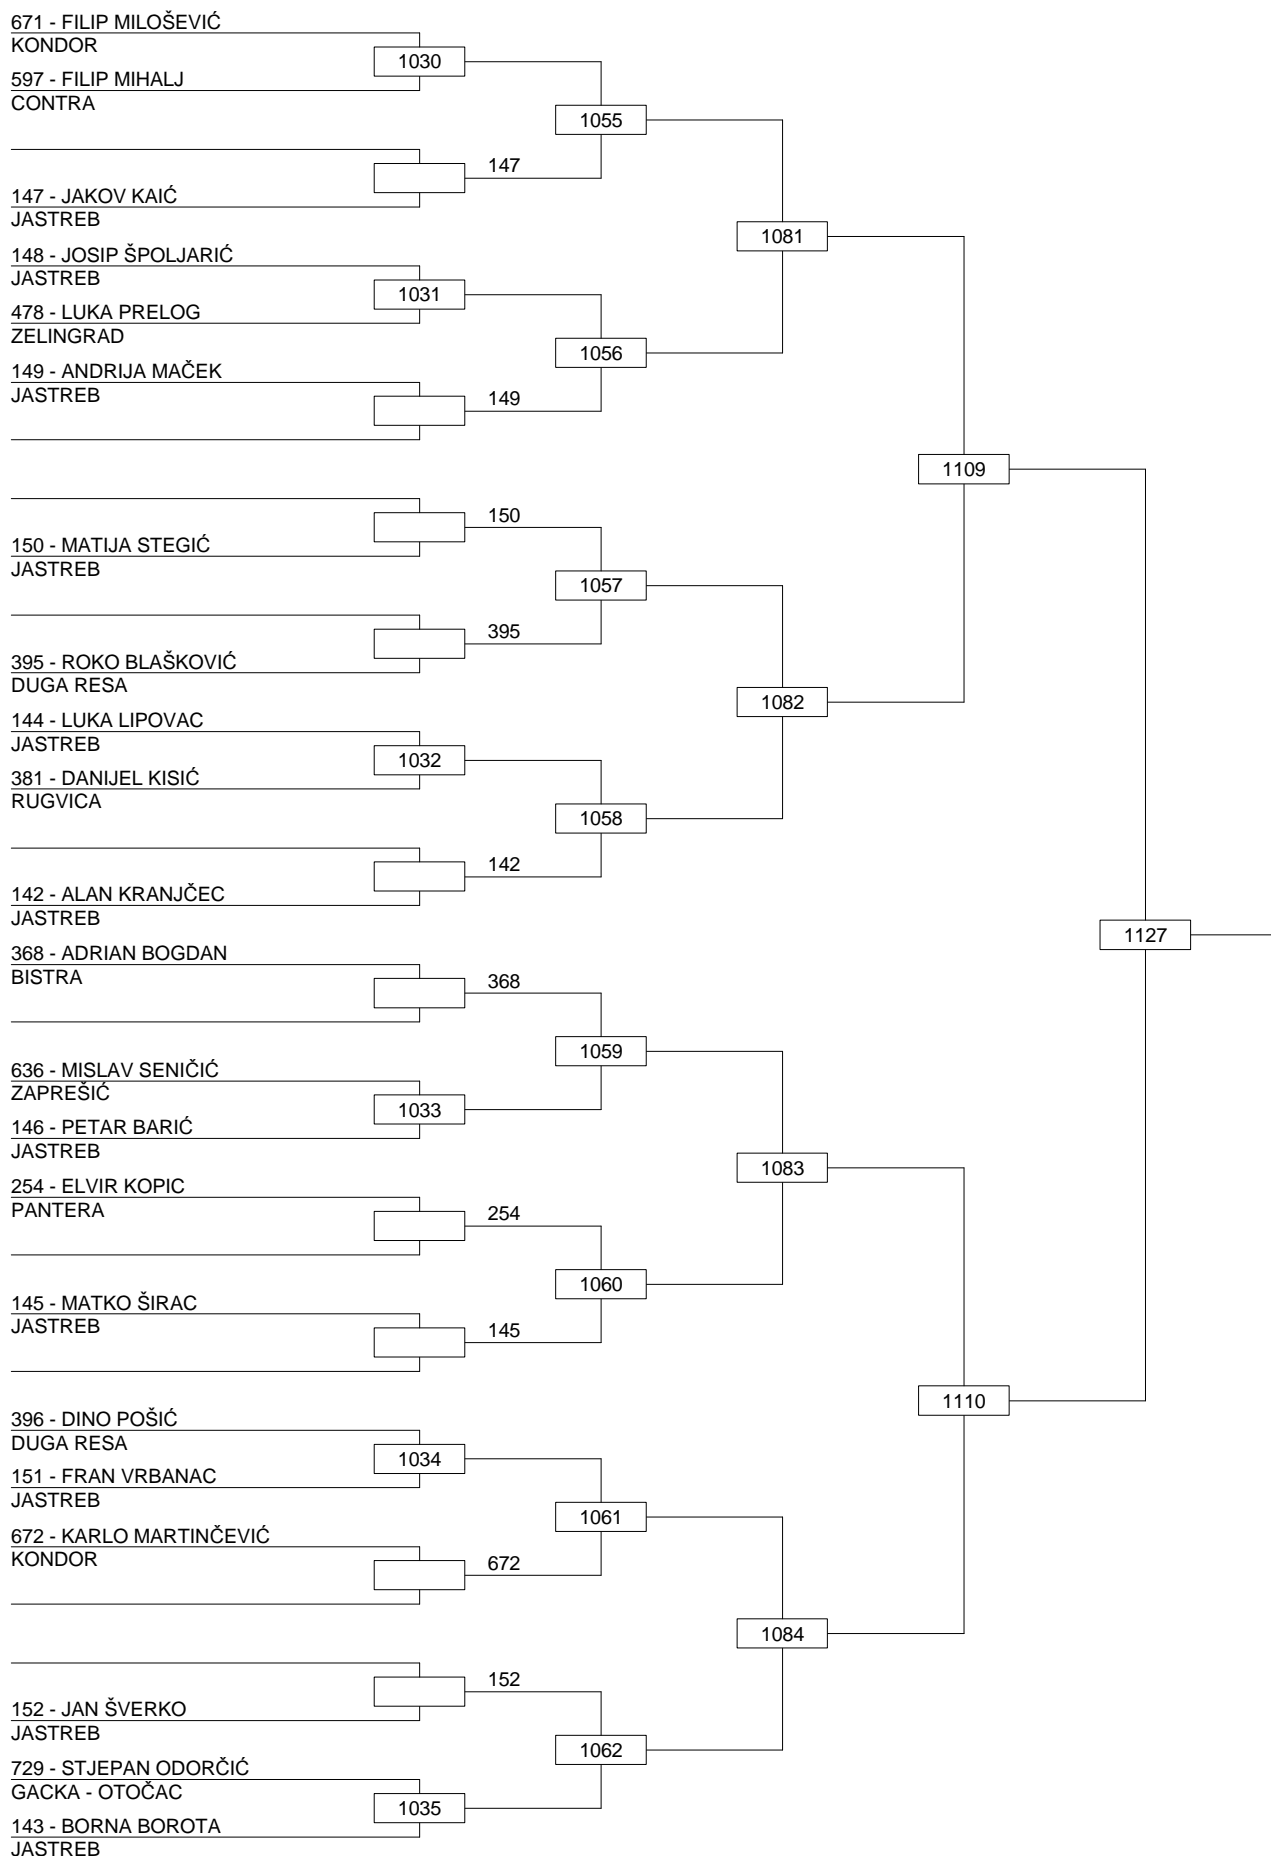 671 - FILIP MILOŠEVIĆ
KONDOR
1030
597 - FILIP MIHALJ
CONTRA
1055
147
147 - JAKOV KAIĆ
JASTREB
1081
148 - JOSIP ŠPOLJARIĆ
JASTREB
1031
478 - LUKA PRELOG
ZELINGRAD
1056
149 - ANDRIJA MAČEK
JASTREB
149
1109
150
150 - MATIJA STEGIĆ
JASTREB
1057
395
395 - ROKO BLAŠKOVIĆ
DUGA RESA
1082
144 - LUKA LIPOVAC
JASTREB
1032
381 - DANIJEL KISIĆ
RUGVICA
1058
142
142 - ALAN KRANJČEC
JASTREB
1127
368 - ADRIAN BOGDAN
BISTRA
368
1059
636 - MISLAV SENIČIĆ
ZAPREŠIĆ
1033
146 - PETAR BARIĆ
JASTREB
1083
254 - ELVIR KOPIC
PANTERA
254
1060
145 - MATKO ŠIRAC
JASTREB
145
1110
396 - DINO POŠIĆ
DUGA RESA
1034
151 - FRAN VRBANAC
JASTREB
1061
672 - KARLO MARTINČEVIĆ
KONDOR
672
1084
152
152 - JAN ŠVERKO
JASTREB
1062
729 - STJEPAN ODORČIĆ
GACKA - OTOČAC
1035
143 - BORNA BOROTA
JASTREB